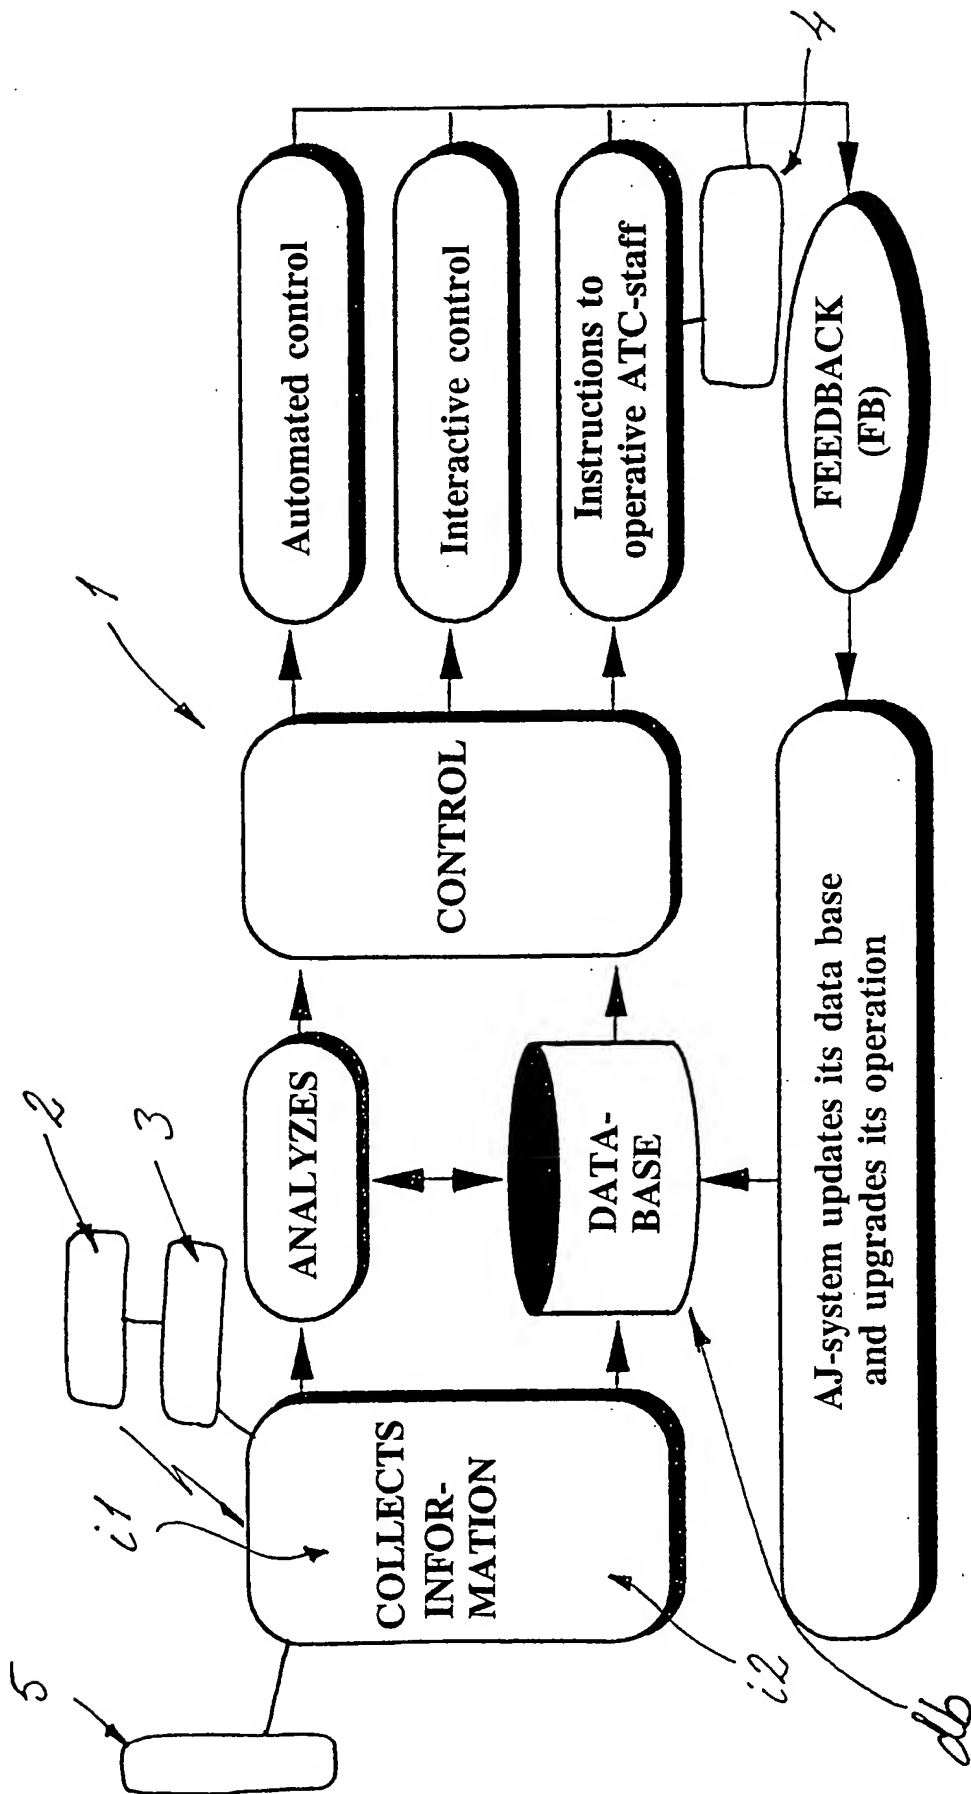 1
2
3
5
i1
COLLECTS
INFOR-
MATION
i2
ANALYZES
DATA-
BASE
db
CONTROL
Automated control
Interactive control
Instructions to
operative ATC-staff
4
FEEDBACK
(FB)
AJ-system updates its data base
and upgrades its operation